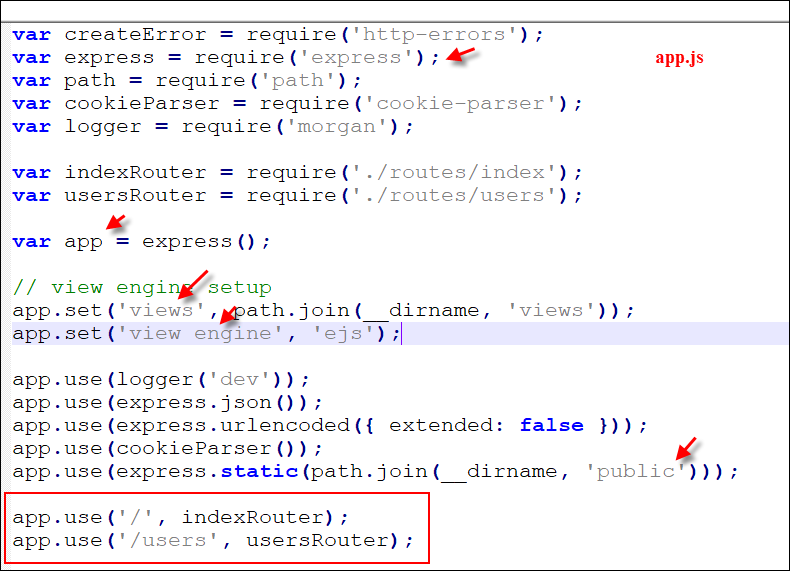 var createError = require('http-errors');
var express = require('express');
app.js
var path = require('path');
var cookieParser = require('cookie-parser');
var logger = require('morgan');
var indexRouter = require('./routes/index');
var usersRouter = require('./routes/users');
var app = express();
// view engine setup
app.set('views', path.join(__dirname, 'views'));
app.set('view engine', 'ejs');
app.use(logger('dev'));
app.use(express.json());
app.use(express.urlencoded({ extended: false }));
app.use(cookieParser());
app.use(express.static(path.join(__dirname, 'public')));
app.use('/', indexRouter);
app.use('/users', usersRouter);